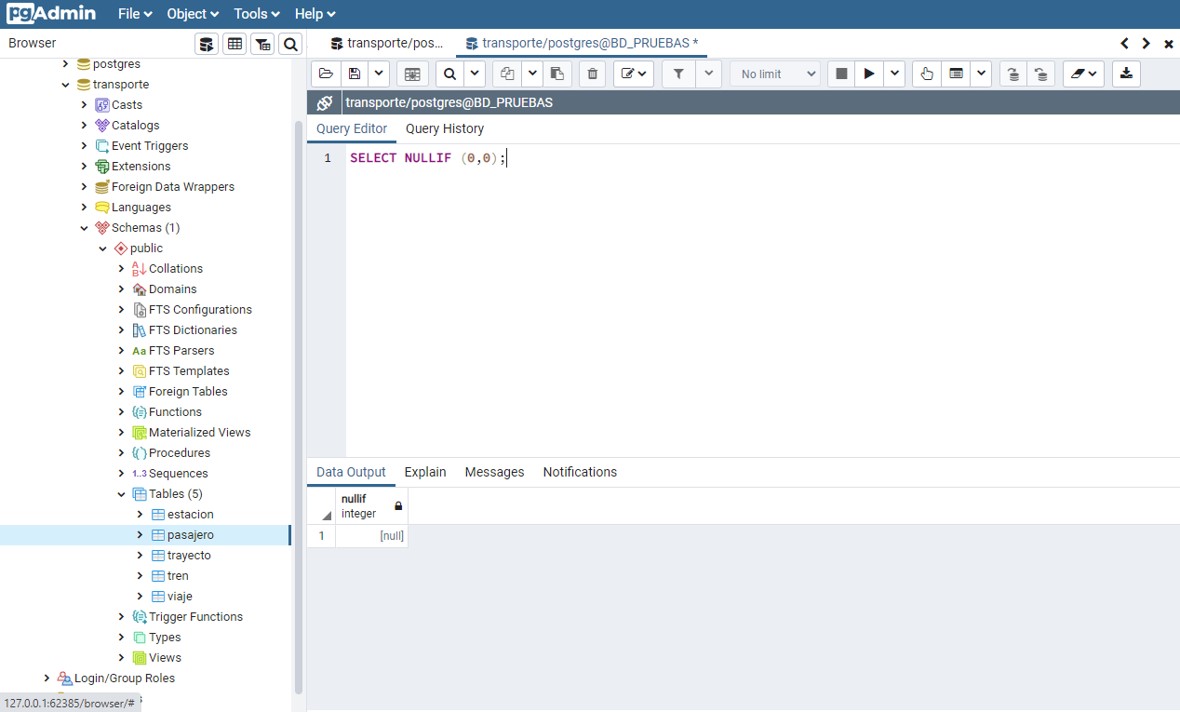 pgAdmin File Object Tools Help
Browser
transporte/pos...
transporte/postgres@BD_PRUEBAS *
No limit
transporte/postgres@BD_PRUEBAS
Query Editor Query History
1 SELECT NULLIF (0,0);
postgres
transporte
Casts
Catalogs
Event Triggers
Extensions
Foreign Data Wrappers
Languages
Schemas (1)
public
Collations
Domains
FTS Configurations
FTS Dictionaries
Aa FTS Parsers
FTS Templates
Foreign Tables
Functions
Materialized Views
Procedures
1..3 Sequences
Tables (5)
estacion
pasajero
trayecto
tren
viaje
Trigger Functions
Types
Views
Login/Group Roles
127.0.0.1:62385/browser/#
Data Output Explain Messages Notifications
nullif
integer
1 [null]